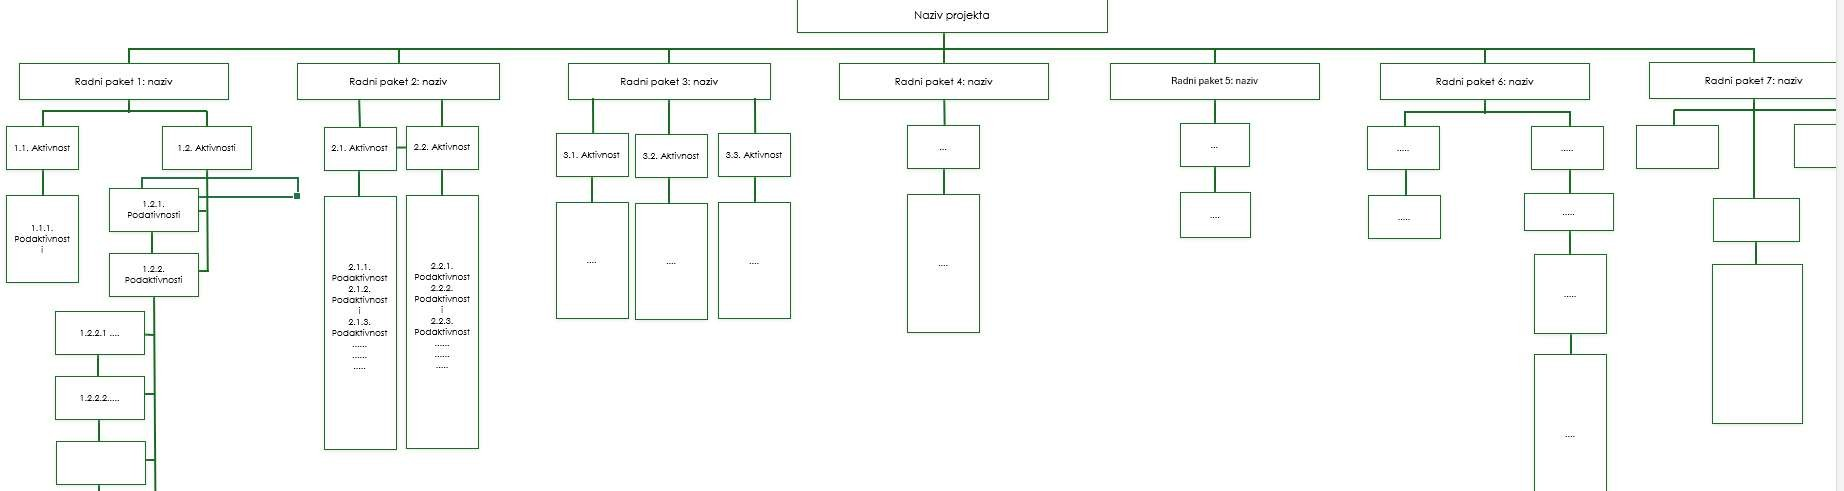 Naziv projekta
Radni paket 1: naziv
Radni paket 2: naziv
Radni paket 3: naziv
Radni paket 4: naziv
Radni paket 5: naziv
Radni paket 6: naziv
Radni paket 7: naziv
1.1. Aktivnost
1.2. Aktivnosti
1.1.1.
Podaktivnost
i
1.2.1.
Podativnosti
1.2.2.
Podaktivnosti
1.2.2.1 ....
1.2.2.2.....
2.1. Aktivnost
2.2. Aktivnost
2.1.1.
Podaktivnost
2.1.2.
Podaktivnost
i
2.1.3.
Podaktivnost
......
......
.....
2.2.1.
Podaktivnost
2.2.2.
Podaktivnost
i
2.2.3.
Podaktivnost
......
......
.....
3.1. Aktivnost
3.2. Aktivnost
3.3. Aktivnost
....
....
....
...
....
...
....
.....
.....
.....
.....
.....
....